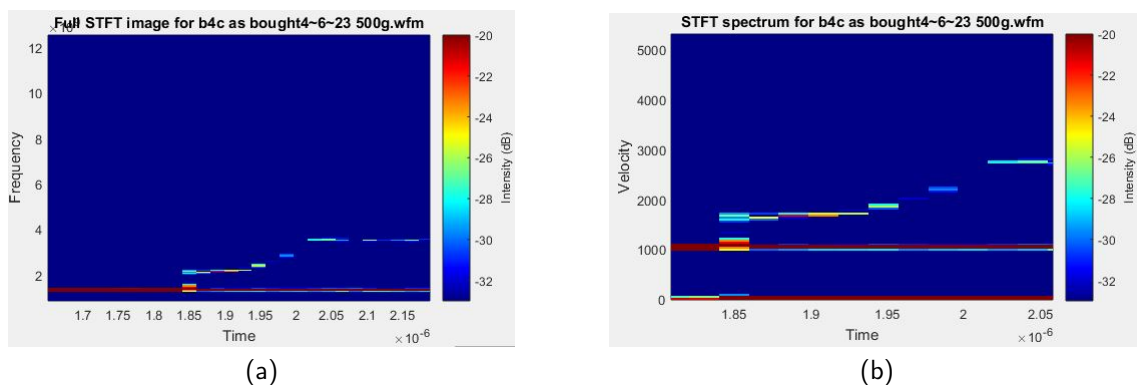 Full STFT image for b4c as bought4~6~23 500g.wfm
12
10
8
6
4
2
Frequency
1.7 1.75 1.8 1.85 1.9 1.95 2 2.05 2.1 2.15
Time
×10⁻⁶
-20
-22
-24
-26
-28
-30
-32
Intensity (dB)
(a)
STFT spectrum for b4c as bought4~6~23 500g.wfm
5000
4000
3000
2000
1000
0
Velocity
1.85 1.9 1.95 2 2.05
Time
×10⁻⁶
-20
-22
-24
-26
-28
-30
-32
Intensity (dB)
(b)